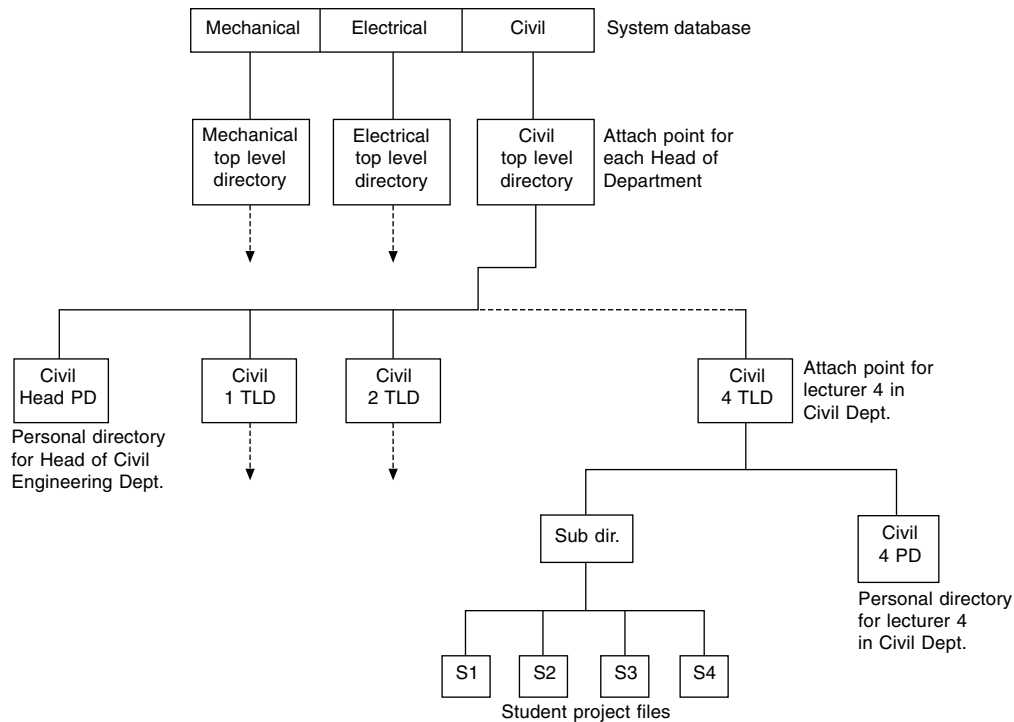 Mechanical Electrical Civil System database
Mechanical
top level
directory
Electrical
top level
directory
Civil
top level
directory
Attach point for
each Head of
Department
Civil
Head PD
Personal directory
for Head of Civil
Engineering Dept.
Civil
1 TLD
Civil
2 TLD
Civil
4 TLD
Attach point for
lecturer 4 in
Civil Dept.
Sub dir.
Civil
4 PD
Personal directory
for lecturer 4
in Civil Dept.
S1 S2 S3 S4
Student project files